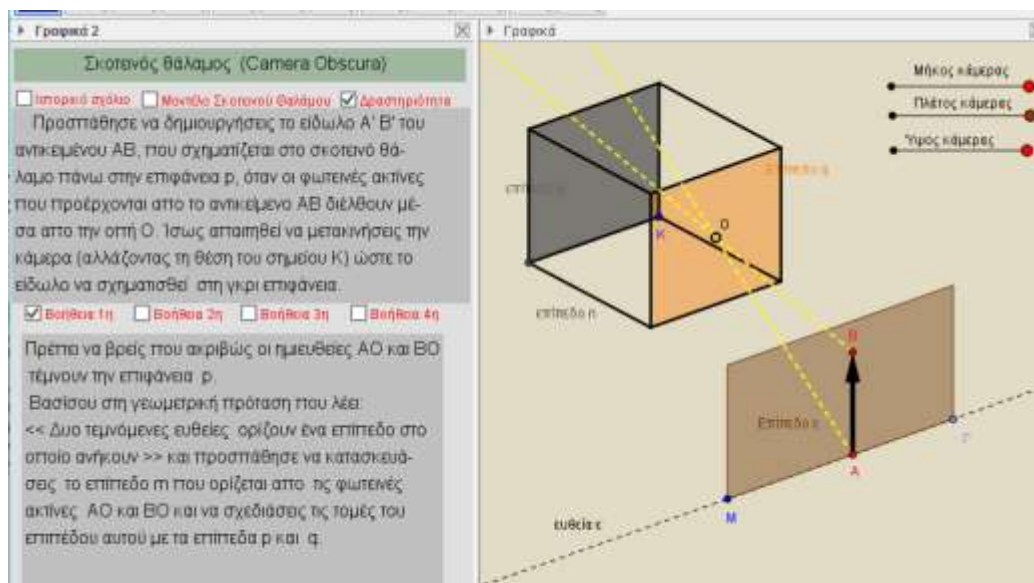 Γραφικά 2
Σκοτεινός θάλαμος (Camera Obscura)
Ιστορικό σχόλιο Μοντέλο Σκοτεινού Θαλάμου Δραστηριότητα
Προσπάθησε να δημιουργήσεις το είδωλο Α' Β' του
αντικειμένου ΑΒ, που σχηματίζεται στο σκοτεινό θά-
λαμο πάνω στην επιφάνεια p, όταν οι φωτεινές ακτίνες
που προέρχονται απο το αντικείμενο ΑΒ διέλθουν μέ-
σα απο την οπή Ο. Ίσως απαιτηθεί να μετακινήσεις την
κάμερα (αλλάζοντας τη θέση του σημείου Κ) ώστε το
είδωλο να σχηματισθεί στη γκρι επιφάνεια.
Βοήθεια 1η Βοήθεια 2η Βοήθεια 3η Βοήθεια 4η
Πρέπει να βρείς που ακριβώς οι ημιευθείες ΑΟ και ΒΟ
τέμνουν την επιφάνεια p.
Βασίσου στη γεωμετρική πρόταση που λέει:
<< Δυο τεμνόμενες ευθείες ορίζουν ένα επίπεδο στο
οποίο ανήκουν >> και προσπάθησε να κατασκευά-
σεις το επίπεδο m που ορίζεται απο τις φωτεινές
ακτίνες ΑΟ και ΒΟ και να σχεδιάσεις τις τομές του
επιπέδου αυτού με τα επίπεδα p και q.
Γραφικά
Μήκος κάμερας
Πλάτος κάμερας
Ύψος κάμερας
Επίπεδο q
O
K
επίπεδο π
B
Επίπεδο ε
A
M
ευθεία ε